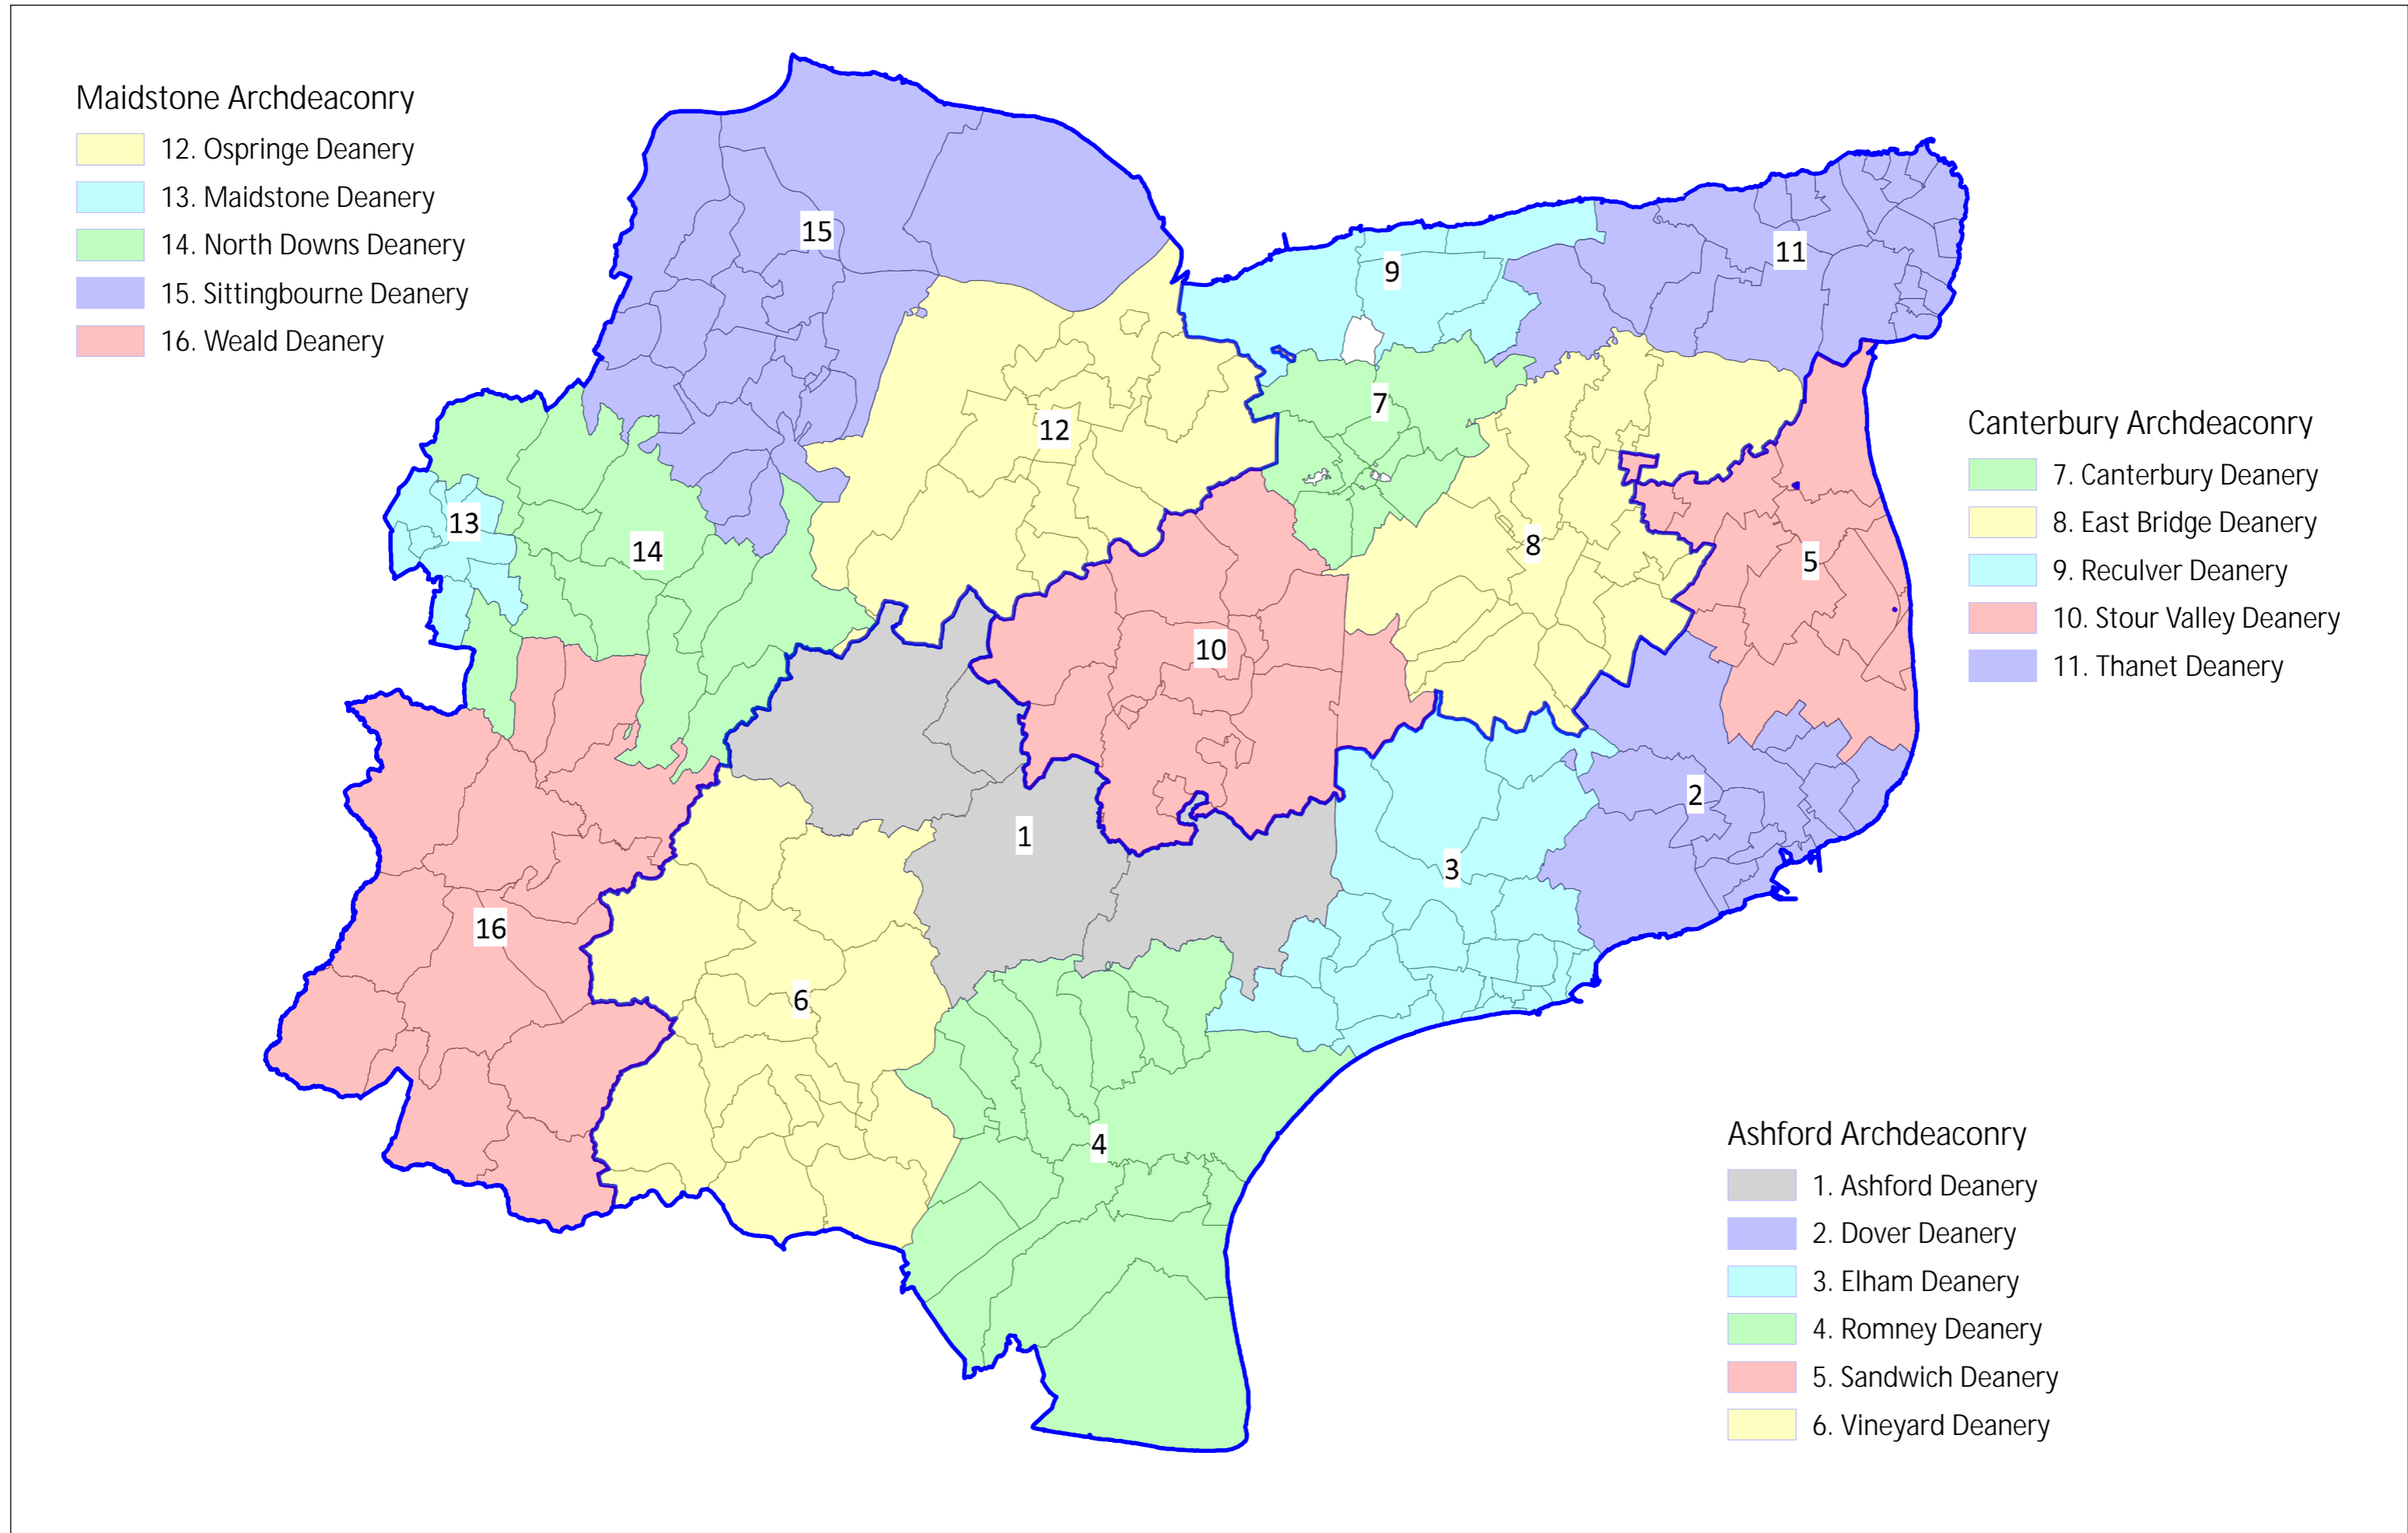 Maidstone Archdeaconry
12. Ospringe Deanery
13. Maidstone Deanery
14. North Downs Deanery
15. Sittingbourne Deanery
16. Weald Deanery
Canterbury Archdeaconry
7. Canterbury Deanery
8. East Bridge Deanery
9. Reculver Deanery
10. Stour Valley Deanery
11. Thanet Deanery
Ashford Archdeaconry
1. Ashford Deanery
2. Dover Deanery
3. Elham Deanery
4. Romney Deanery
5. Sandwich Deanery
6. Vineyard Deanery
15
11
9
7
12
13
14
8
5
10
2
1
3
16
6
4